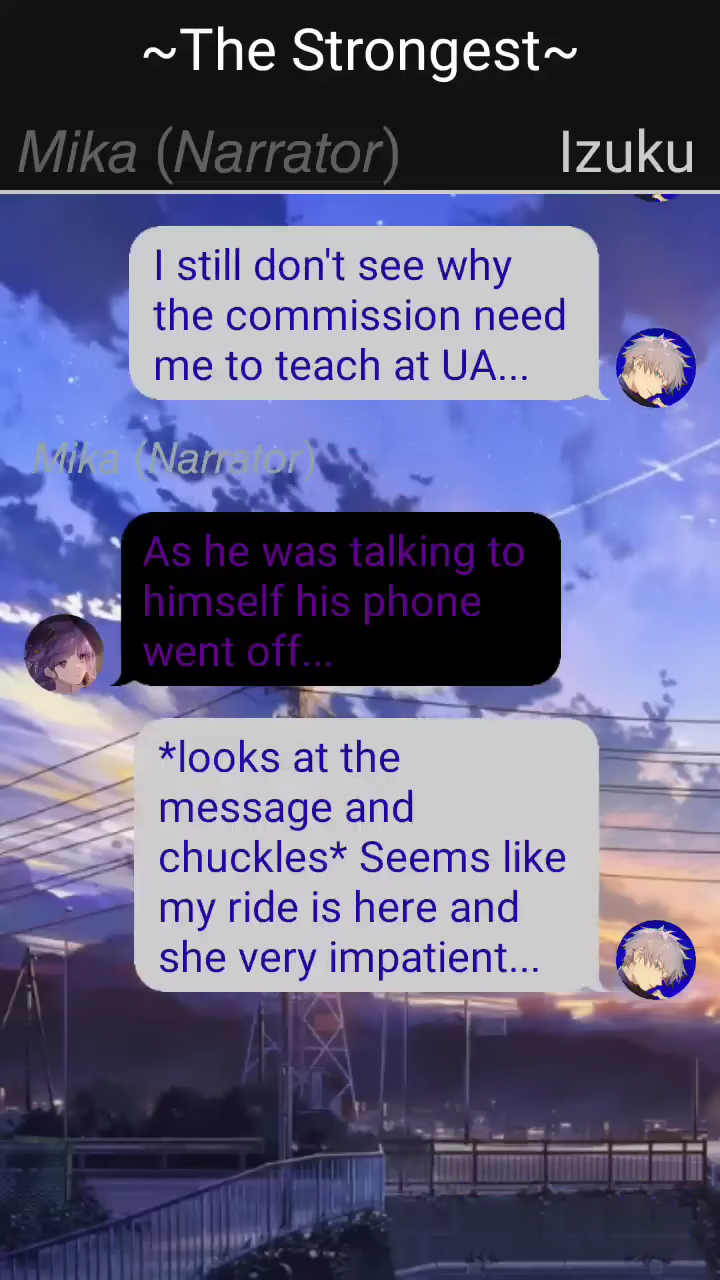 ~The Strongest~
Mika (Narrator) Izuku
I still don't see why
the commission need
me to teach at UA...
Mika (Narrator)
As he was talking to
himself his phone
went off...
*looks at the
message and
chuckles* Seems like
my ride is here and
she very impatient...